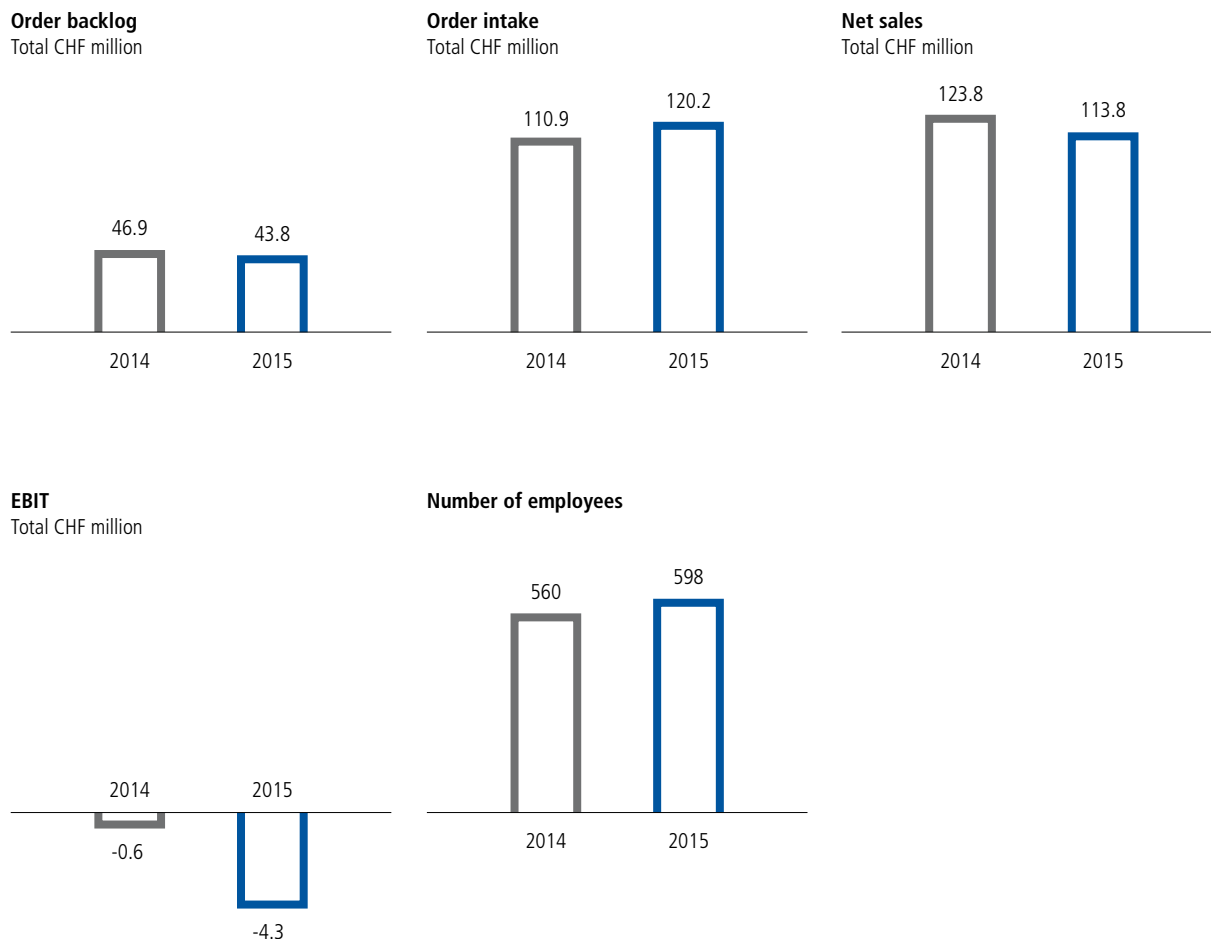 Order backlog
Total CHF million
46.9
43.8
2014
2015
Order intake
Total CHF million
110.9
120.2
2014
2015
Net sales
Total CHF million
123.8
113.8
2014
2015
EBIT
Total CHF million
2014
2015
-0.6
-4.3
Number of employees
560
598
2014
2015